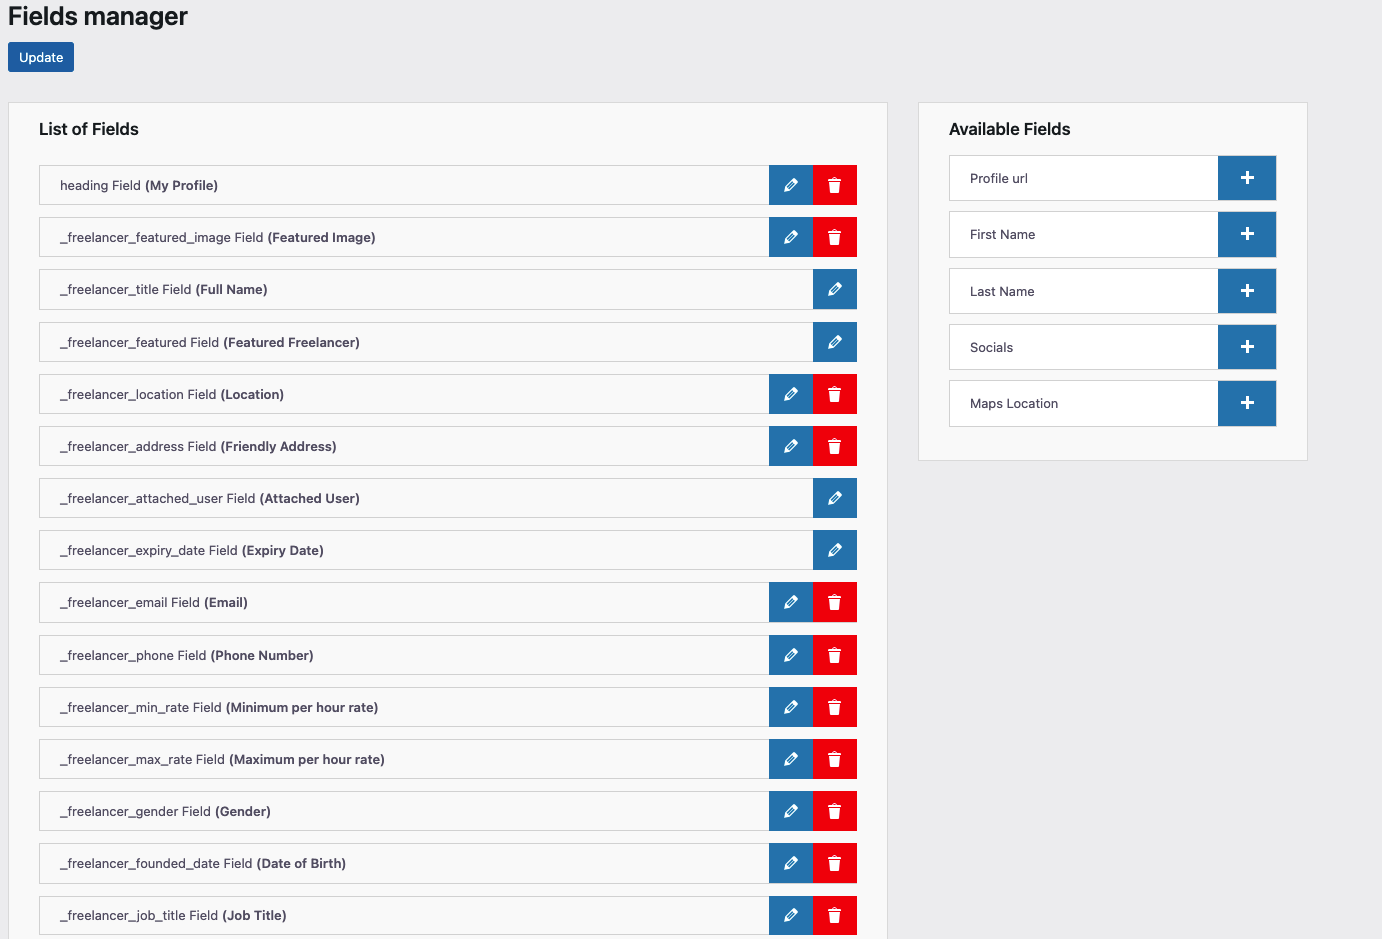 Fields manager
Update
List of Fields
heading Field (My Profile)
_freelancer_featured_image Field (Featured Image)
_freelancer_title Field (Full Name)
_freelancer_featured Field (Featured Freelancer)
_freelancer_location Field (Location)
_freelancer_address Field (Friendly Address)
_freelancer_attached_user Field (Attached User)
_freelancer_expiry_date Field (Expiry Date)
_freelancer_email Field (Email)
_freelancer_phone Field (Phone Number)
_freelancer_min_rate Field (Minimum per hour rate)
_freelancer_max_rate Field (Maximum per hour rate)
_freelancer_gender Field (Gender)
_freelancer_founded_date Field (Date of Birth)
_freelancer_job_title Field (Job Title)
Available Fields
Profile url
First Name
Last Name
Socials
Maps Location